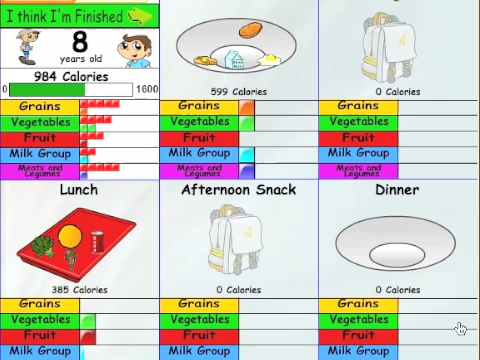 I think I'm Finished
8
years old
984 Calories
0 1600
Grains
Vegetables
Fruit
Milk Group
Meats and
Legumes
599 Calories
Grains
Vegetables
Fruit
Milk Group
Meats and
Legumes
0 Calories
Grains
Vegetables
Fruit
Milk Group
Meats and
Legumes
Lunch
385 Calories
Grains
Vegetables
Fruit
Milk Group
Afternoon Snack
0 Calories
Grains
Vegetables
Fruit
Milk Group
Dinner
0 Calories
Grains
Vegetables
Fruit
Milk Group